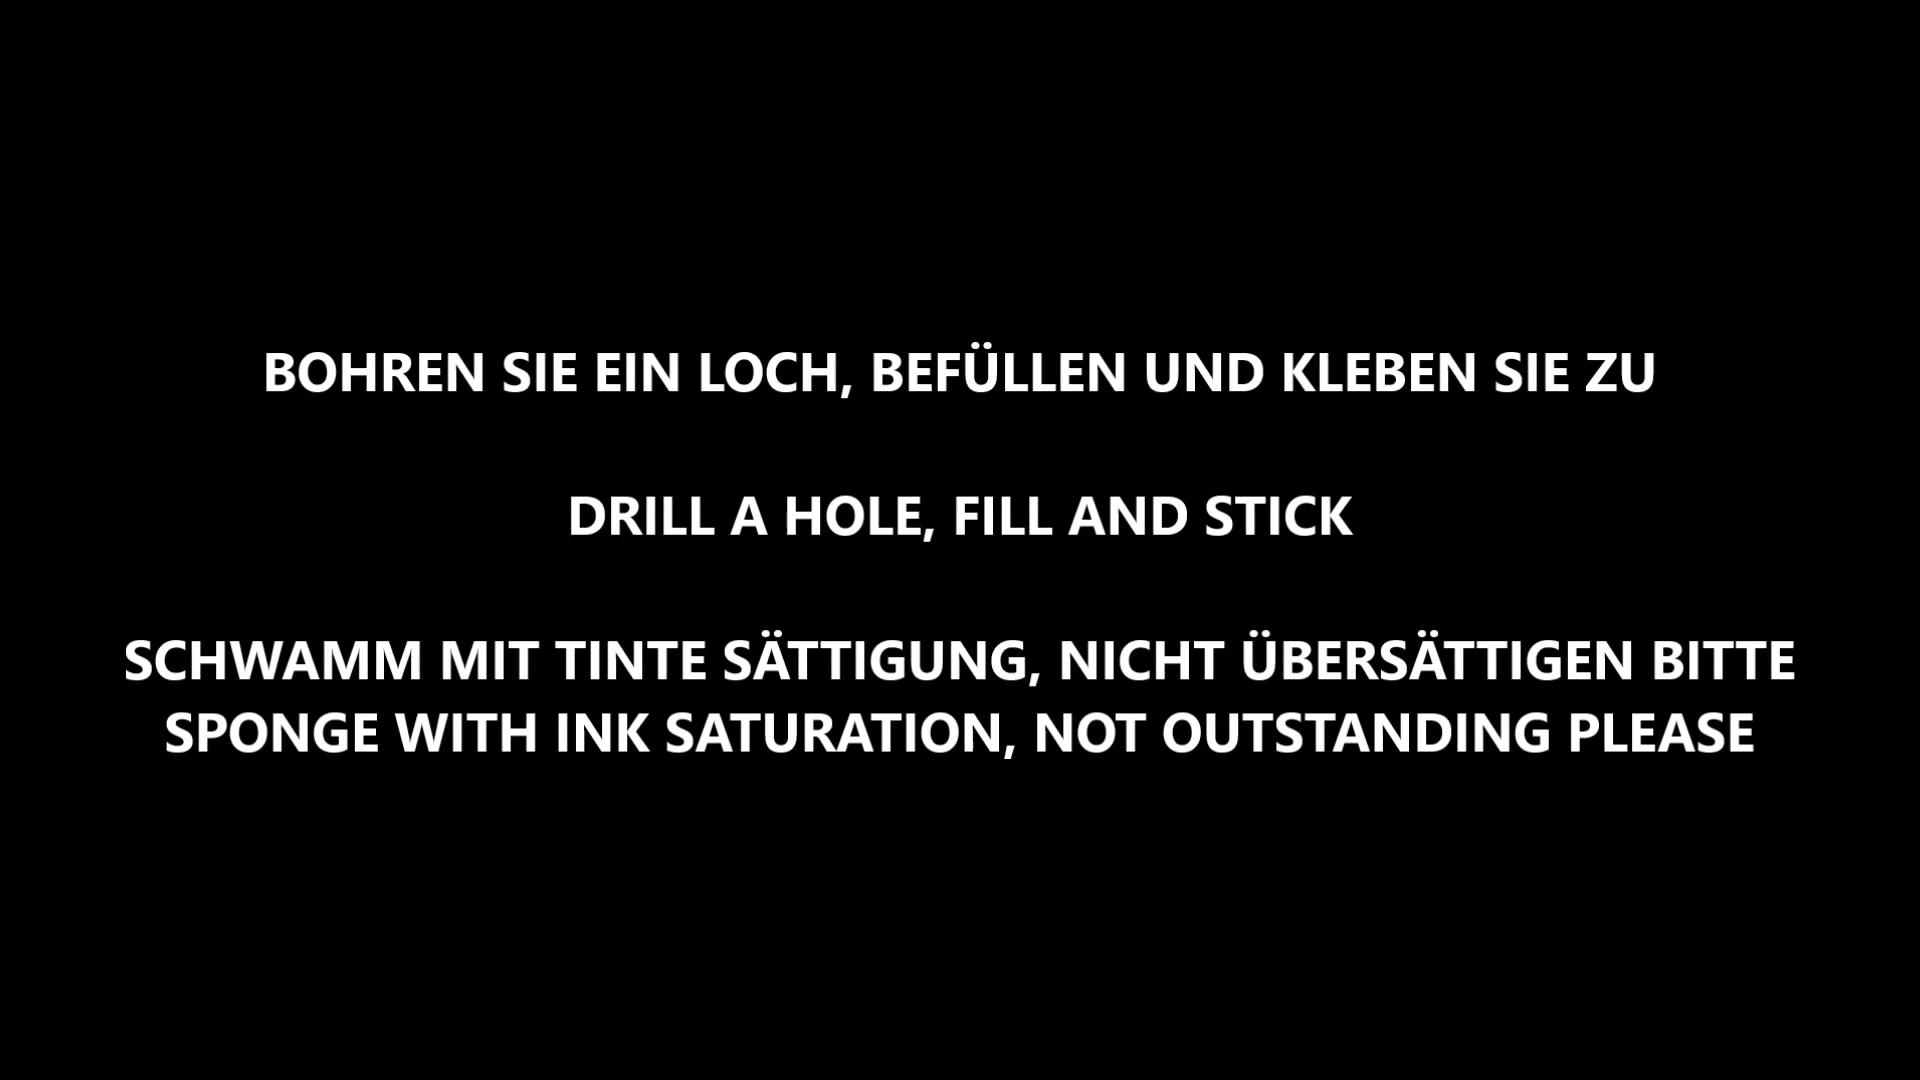 BOHREN SIE EIN LOCH, BEFÜLLEN UND KLEBEN SIE ZU
DRILL A HOLE, FILL AND STICK
SCHWAMM MIT TINTE SÄTTIGUNG, NICHT ÜBERSÄTTIGEN BITTE
SPONGE WITH INK SATURATION, NOT OUTSTANDING PLEASE